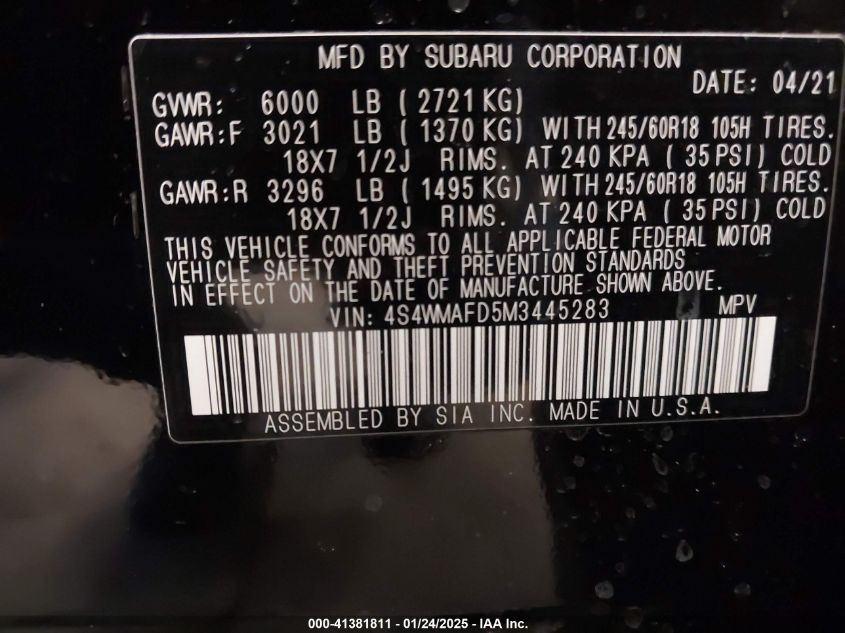 MFD BY SUBARU CORPORATION
DATE: 04/21
GVWR: 6000 LB ( 2721 KG)
GAWR:F 3021 LB ( 1370 KG) WITH 245/60R18 105H TIRES.
18X7 1/2J RIMS. AT 240 KPA ( 35 PSI) COLD
GAWR:R 3296 LB ( 1495 KG) WITH 245/60R18 105H TIRES.
18X7 1/2J RIMS. AT 240 KPA ( 35 PSI) COLD
THIS VEHICLE CONFORMS TO ALL APPLICABLE FEDERAL MOTOR
VEHICLE SAFETY AND THEFT PREVENTION STANDARDS
IN EFFECT ON THE DATE OF MANUFACTURE SHOWN ABOVE.
VIN: 4S4WMAFD5M3445283 MPV
ASSEMBLED BY SIA INC. MADE IN U.S.A.
000-41381811 - 01/24/2025 - IAA Inc.